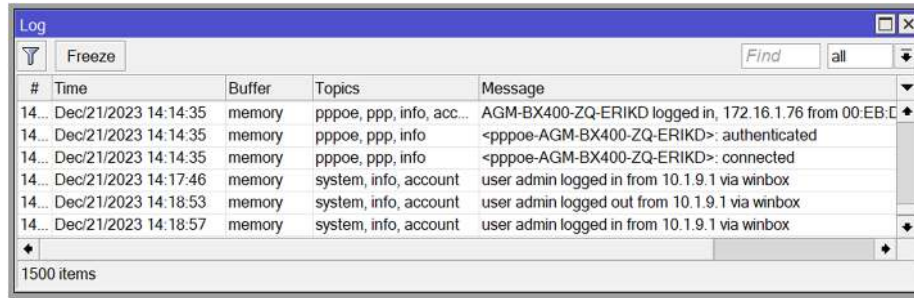 Log
Freeze Find all
# Time Buffer Topics Message
14... Dec/21/2023 14:14:35 memory pppoe, ppp, info, acc... AGM-BX400-ZQ-ERIKD logged in, 172.16.1.76 from 00:EB:D
14... Dec/21/2023 14:14:35 memory pppoe, ppp, info <pppoe-AGM-BX400-ZQ-ERIKD>: authenticated
14... Dec/21/2023 14:14:35 memory pppoe, ppp, info <pppoe-AGM-BX400-ZQ-ERIKD>: connected
14... Dec/21/2023 14:17:46 memory system, info, account user admin logged in from 10.1.9.1 via winbox
14... Dec/21/2023 14:18:53 memory system, info, account user admin logged out from 10.1.9.1 via winbox
14... Dec/21/2023 14:18:57 memory system, info, account user admin logged in from 10.1.9.1 via winbox
1500 items